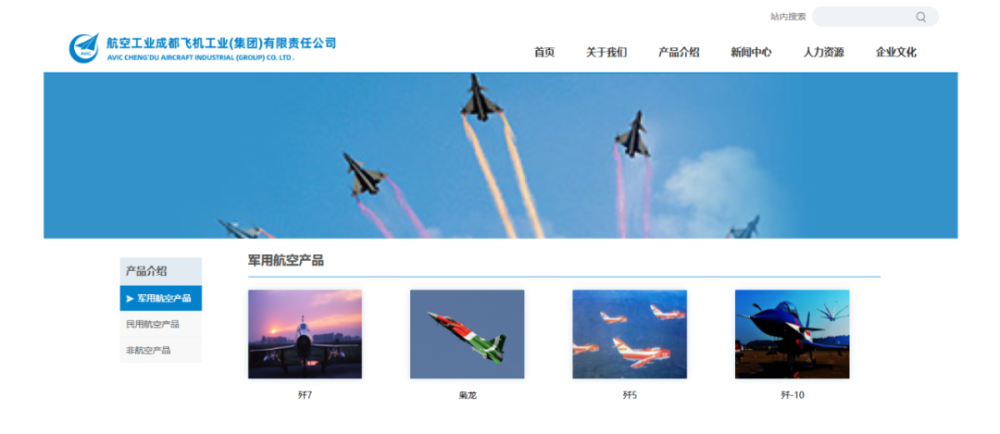 站内搜索
航空工业成都飞机工业(集团)有限责任公司
AVIC CHENG'DU AIRCRAFT INDUSTRIAL (GROUP) CO. LTD .
AVIC
首页 关于我们 产品介绍 新闻中心 人力资源 企业文化
产品介绍
军用航空产品
民用航空产品
非航空产品
军用航空产品
歼7 枭龙 歼5 歼-10